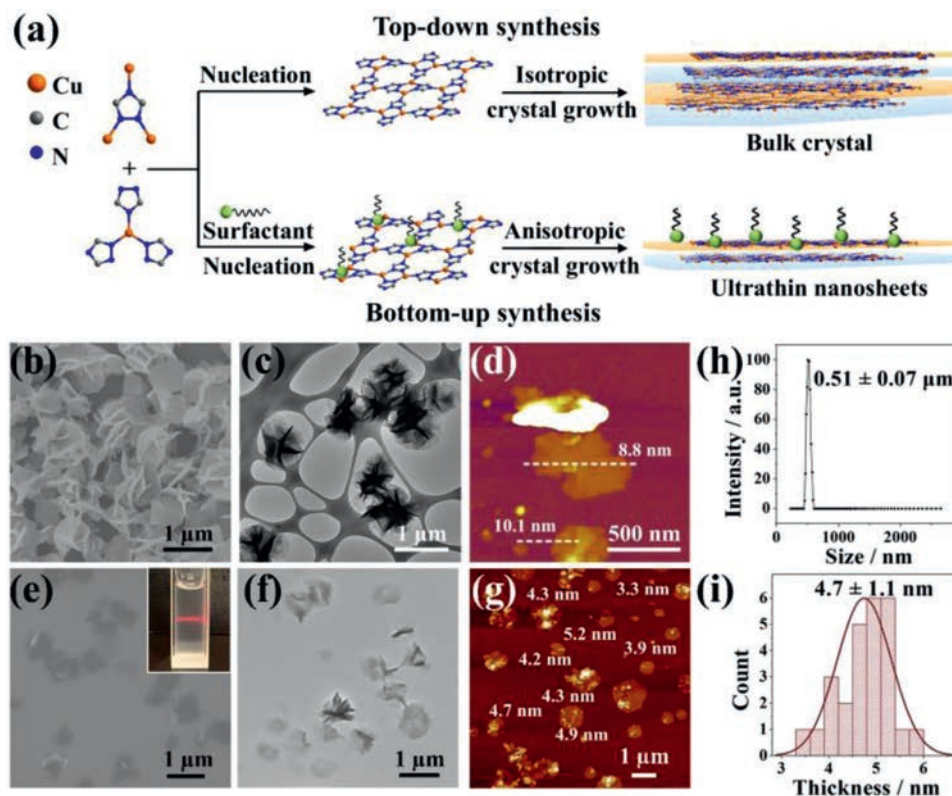 (a)
Top-down synthesis
Cu
C
N
+
Nucleation
Isotropic
crystal growth
Bulk crystal
Surfactant
Nucleation
Anisotropic
crystal growth
Ultrathin nanosheets
Bottom-up synthesis
(b)
1 μm
(c)
1 μm
(d)
8.8 nm
10.1 nm
500 nm
(h)
0.51 ± 0.07 μm
Intensity / a.u.
100
80
60
40
20
0
0
1000
2000
Size / nm
(e)
1 μm
(f)
1 μm
(g)
4.3 nm
3.3 nm
5.2 nm
3.9 nm
4.2 nm
4.3 nm
4.7 nm
4.9 nm
1 μm
(i)
4.7 ± 1.1 nm
Count
6
5
4
3
2
1
0
3
4
5
6
Thickness / nm